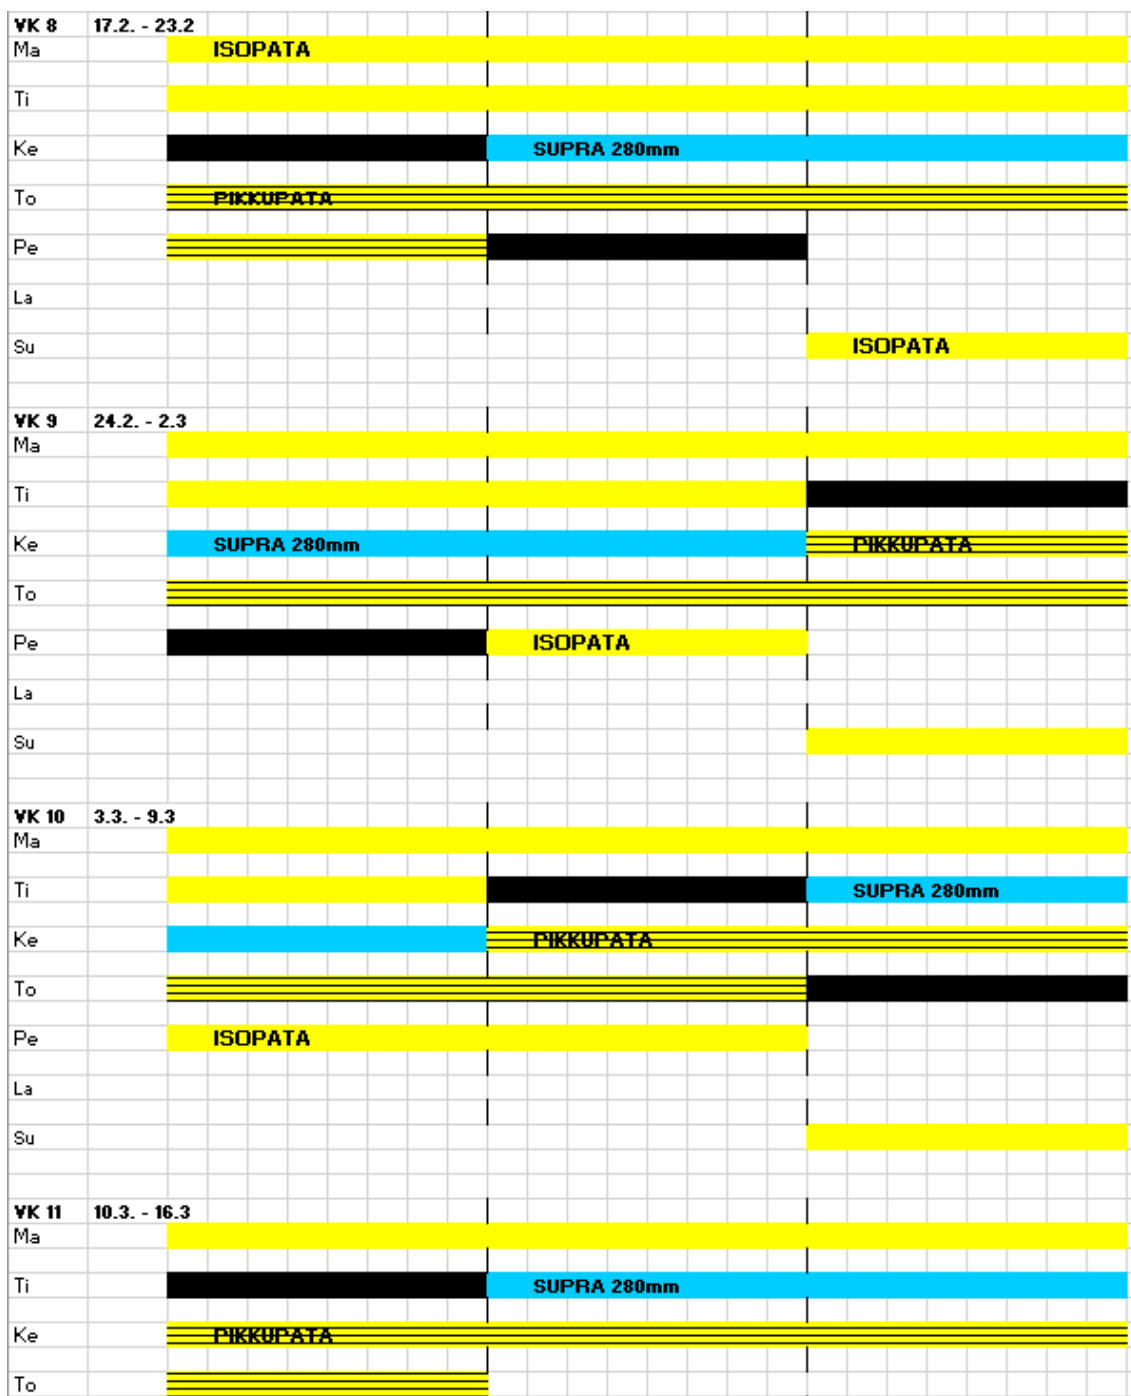 VK 8 17.2. - 23.2
Ma ISOPATA
Ti
Ke SUPRA 280mm
To PIKKUPATA
Pe
La
Su ISOPATA
VK 9 24.2. - 2.3
Ma
Ti
Ke SUPRA 280mm PIKKUPATA
To
Pe ISOPATA
La
Su
VK 10 3.3. - 9.3
Ma
Ti SUPRA 280mm
Ke PIKKUPATA
To
Pe ISOPATA
La
Su
VK 11 10.3. - 16.3
Ma
Ti SUPRA 280mm
Ke PIKKUPATA
To